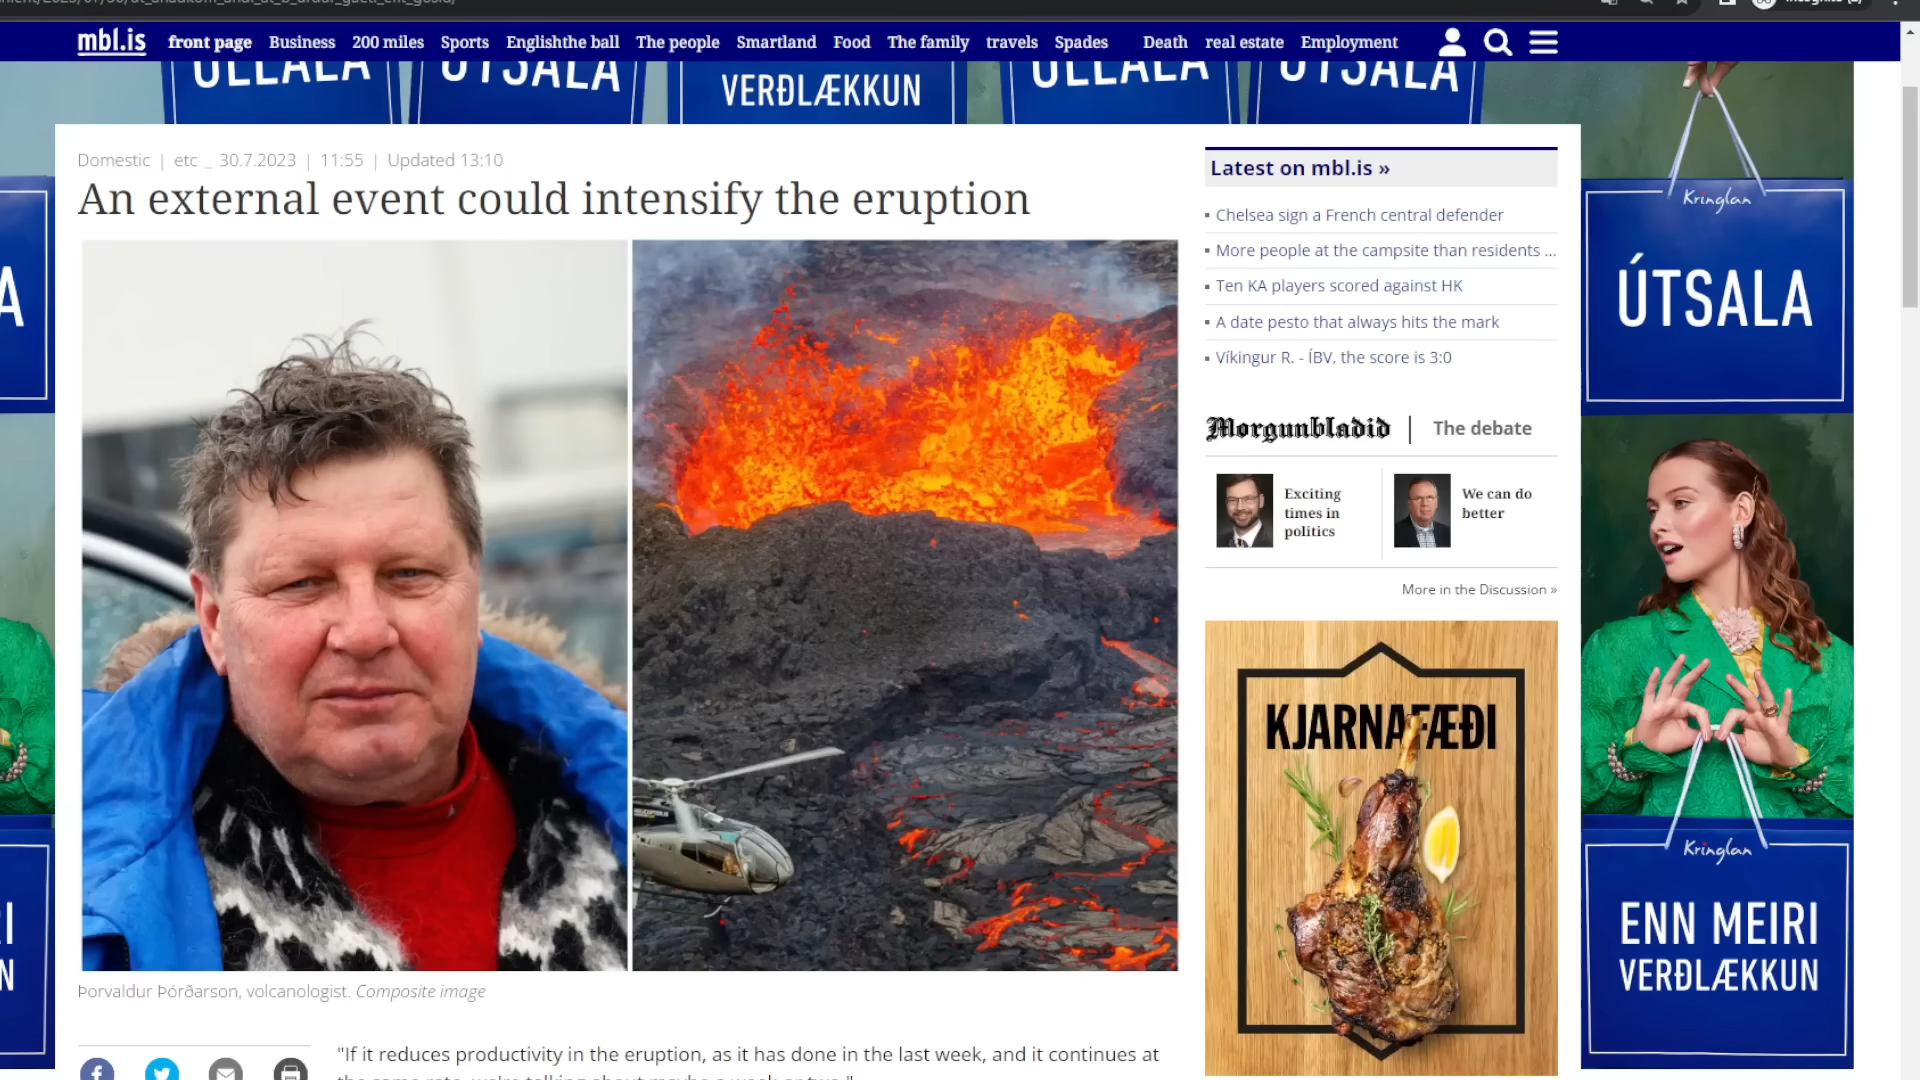 mbl.is front page Business 200 miles Sports Englishthe ball The people Smartland Food The family travels Spades Death real estate Employment
ÚTSALA
VERÐLÆKKUN
ÚTSALA
Domestic | etc _ 30.7.2023 | 11:55 | Updated 13:10
An external event could intensify the eruption
Þorvaldur Þórðarson, volcanologist. Composite image
"If it reduces productivity in the eruption, as it has done in the last week, and it continues at
Latest on mbl.is »
Chelsea sign a French central defender
More people at the campsite than residents ...
Ten KA players scored against HK
A date pesto that always hits the mark
Víkingur R. - ÍBV, the score is 3:0
Morgunbladid | The debate
Exciting
times in
politics
We can do
better
More in the Discussion »
KJARNAFÆÐI
Kringlan
ÚTSALA
Kringlan
ENN MEIRI
VERÐLÆKKUN